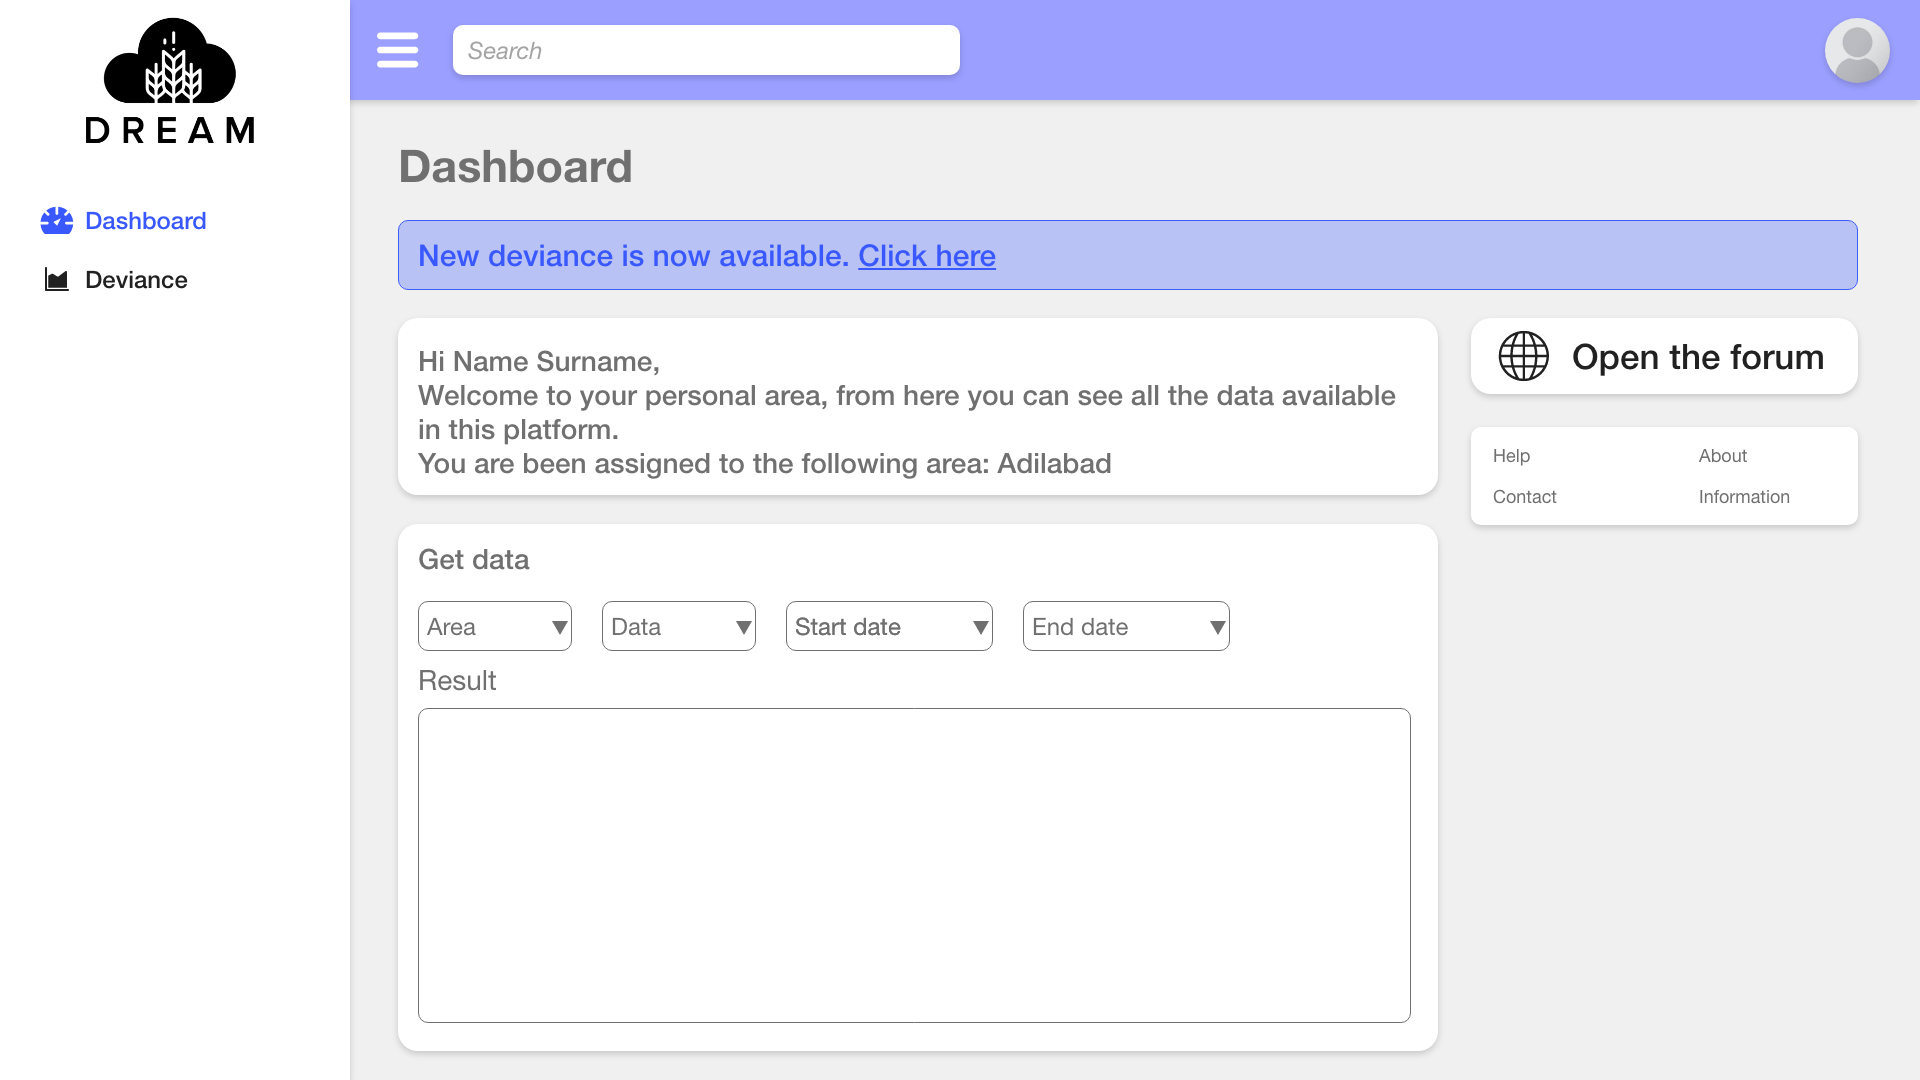 DREAM
Dashboard
Deviance
Search
Dashboard
New deviance is now available. Click here
Hi Name Surname,
Welcome to your personal area, from here you can see all the data available
in this platform.
You are been assigned to the following area: Adilabad
Open the forum
Help About
Contact Information
Get data
Area Data Start date End date
Result